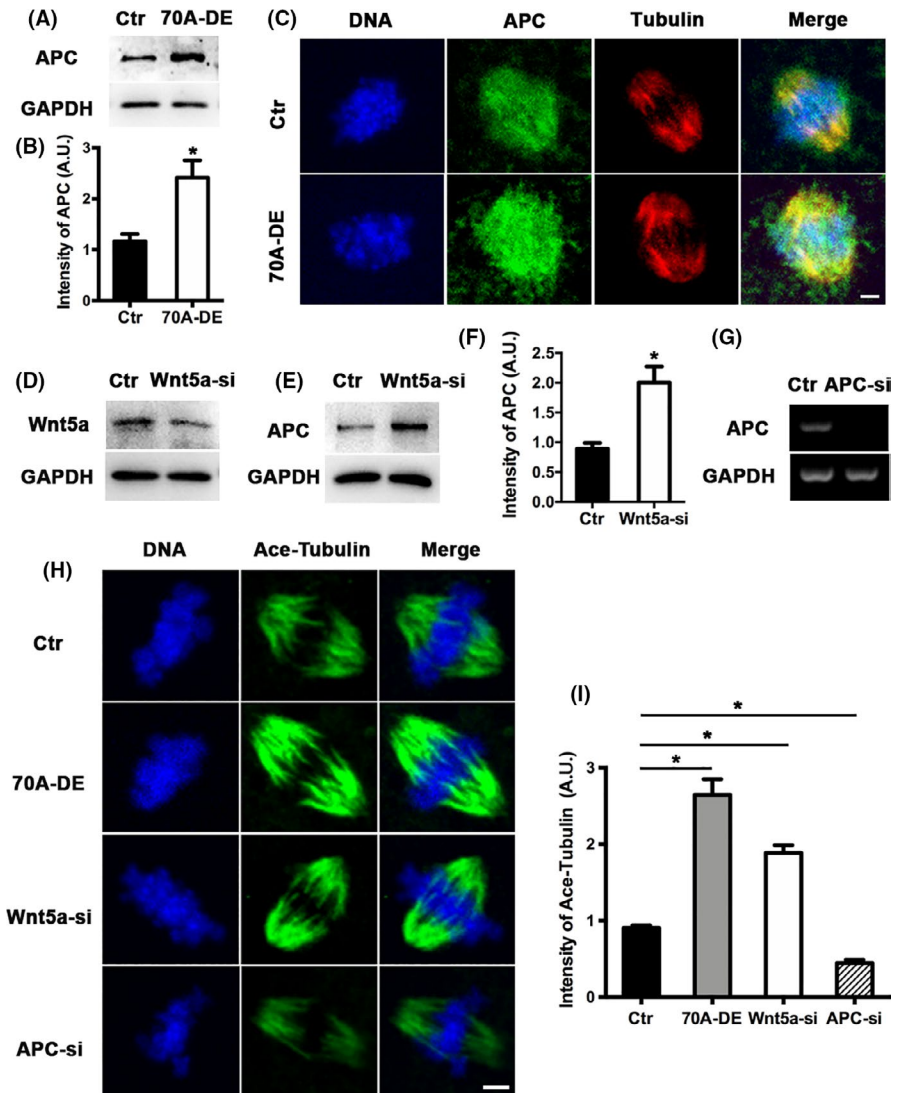 (A)
Ctr 70A-DE
APC
GAPDH
(B)
Intensity of APC (A.U.)
3
2
1
0
*
Ctr 70A-DE
(C)
DNA APC Tubulin Merge
Ctr
70A-DE
(D)
Ctr Wnt5a-si
Wnt5a
GAPDH
(E)
Ctr Wnt5a-si
APC
GAPDH
(F)
Intensity of APC (A.U.)
2.5
2.0
1.5
1.0
0.5
0.0
*
Ctr Wnt5a-si
(G)
Ctr APC-si
APC
GAPDH
(H)
DNA Ace-Tubulin Merge
Ctr
70A-DE
Wnt5a-si
APC-si
(I)
Intensity of Ace-Tubulin (A.U.)
3
2
1
0
*
*
*
Ctr 70A-DE Wnt5a-si APC-si